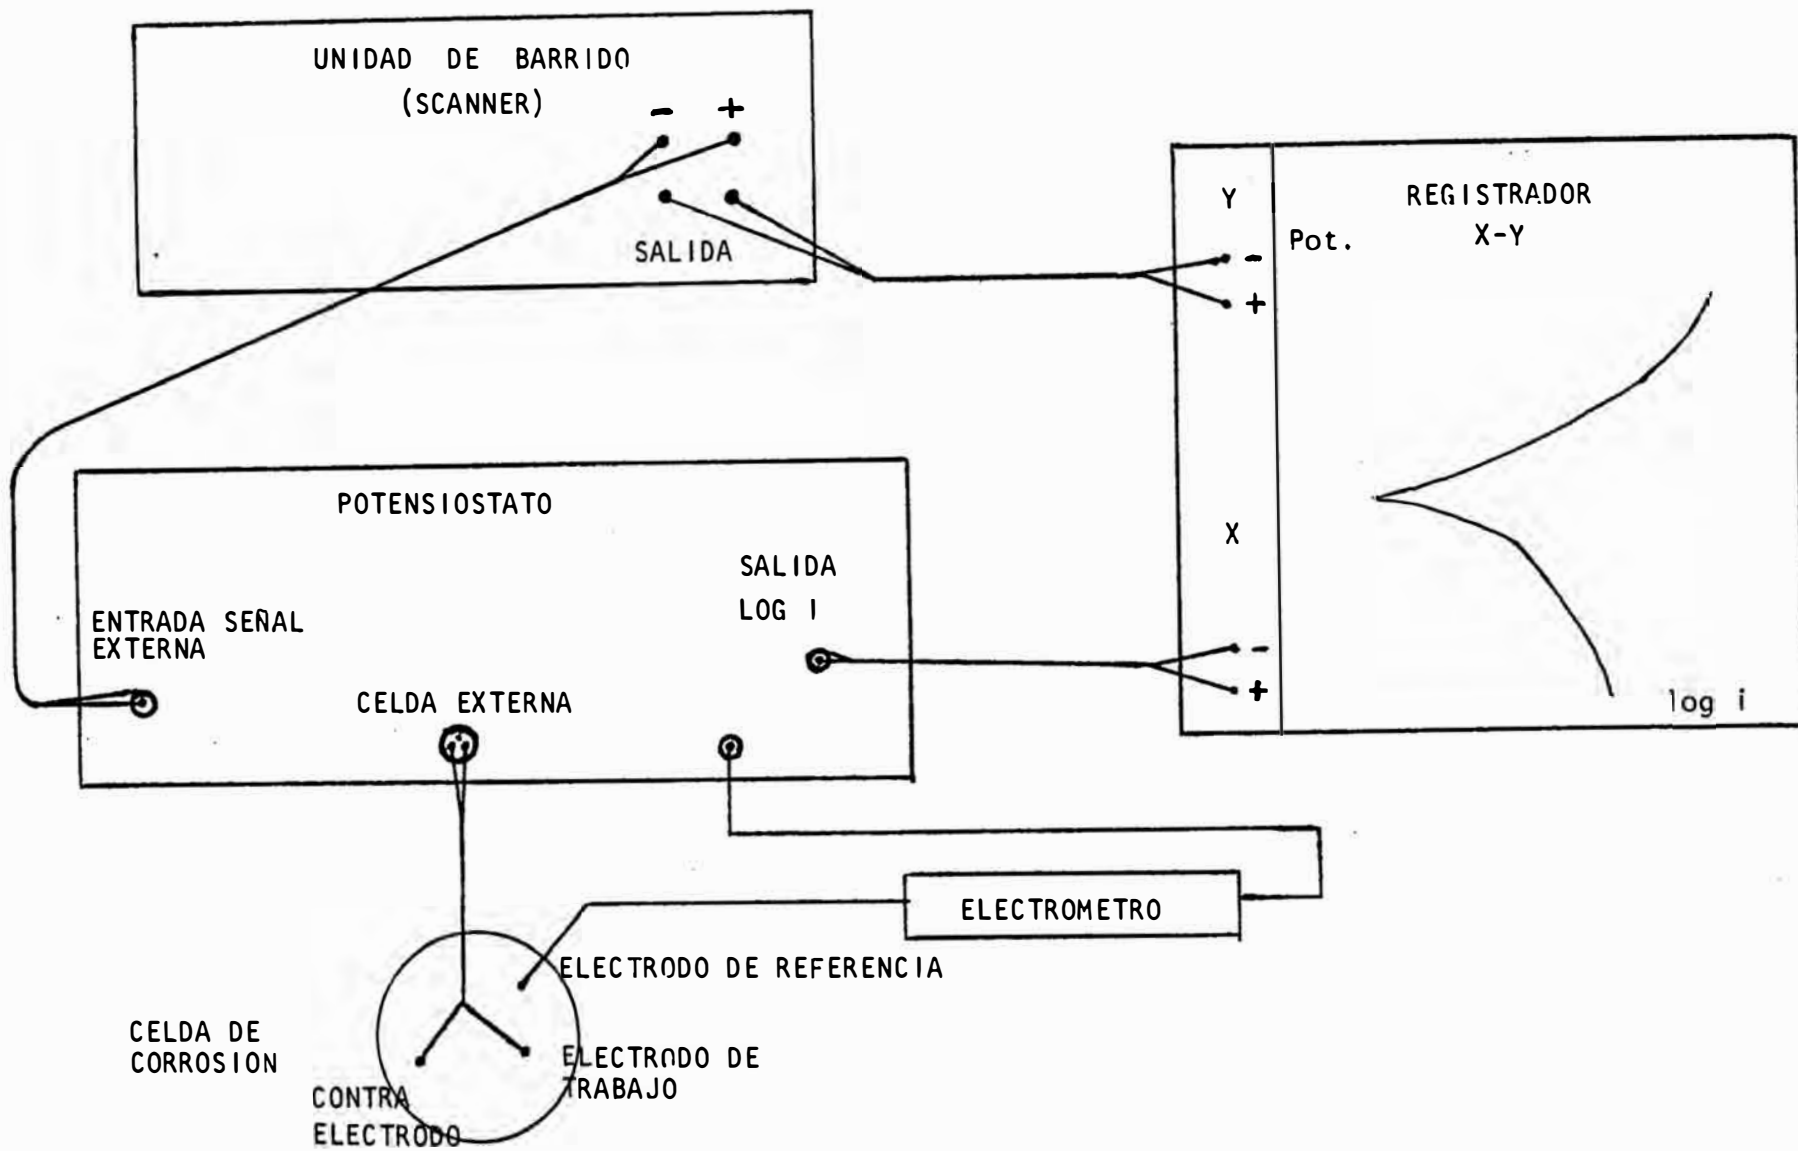 UNIDAD DE BARRIDO
(SCANNER)
- +
SALIDA
Y
REGISTRADOR
X-Y
Pot.
-
+
X
-
+
log i
POTENSIOSTATO
SALIDA
LOG I
ENTRADA SEÑAL
EXTERNA
CELDA EXTERNA
ELECTROMETRO
ELECTRODO DE REFERENCIA
CELDA DE
CORROSION
ELECTRODO DE
TRABAJO
CONTRA
ELECTRODO